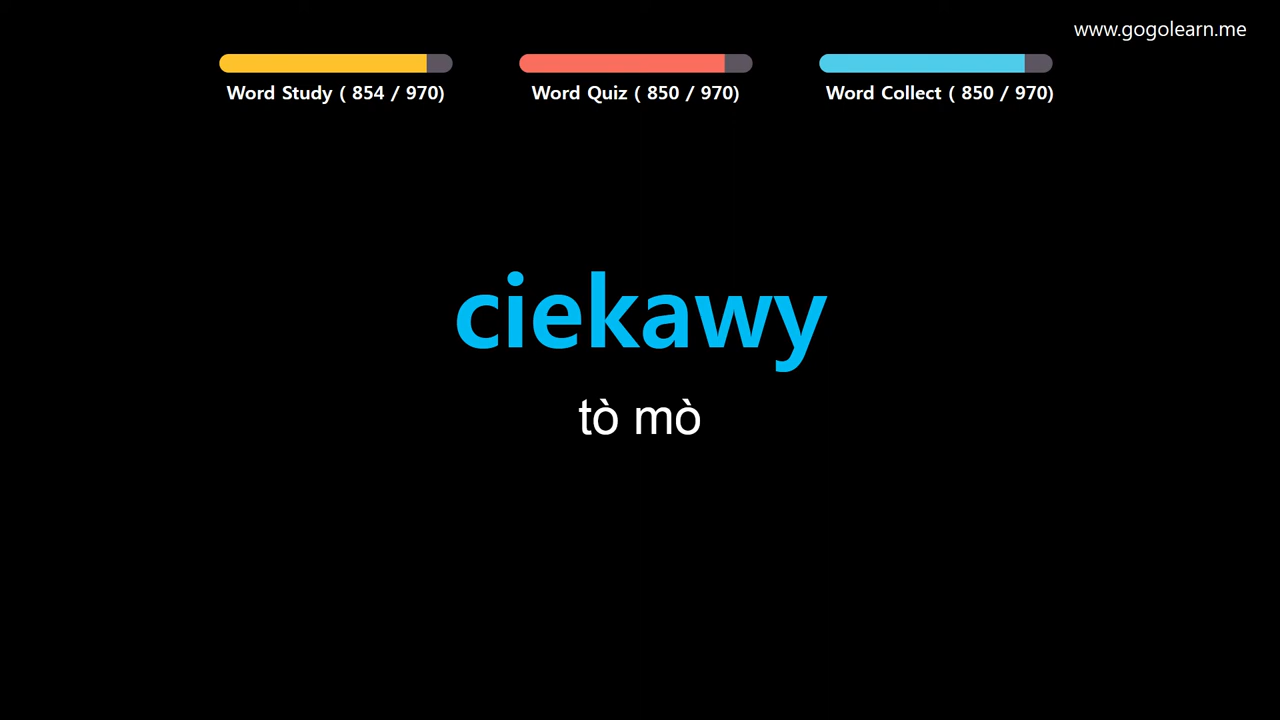 www.gogolearn.me
Word Study ( 854 / 970)
Word Quiz ( 850 / 970)
Word Collect ( 850 / 970)
ciekawy
tò mò